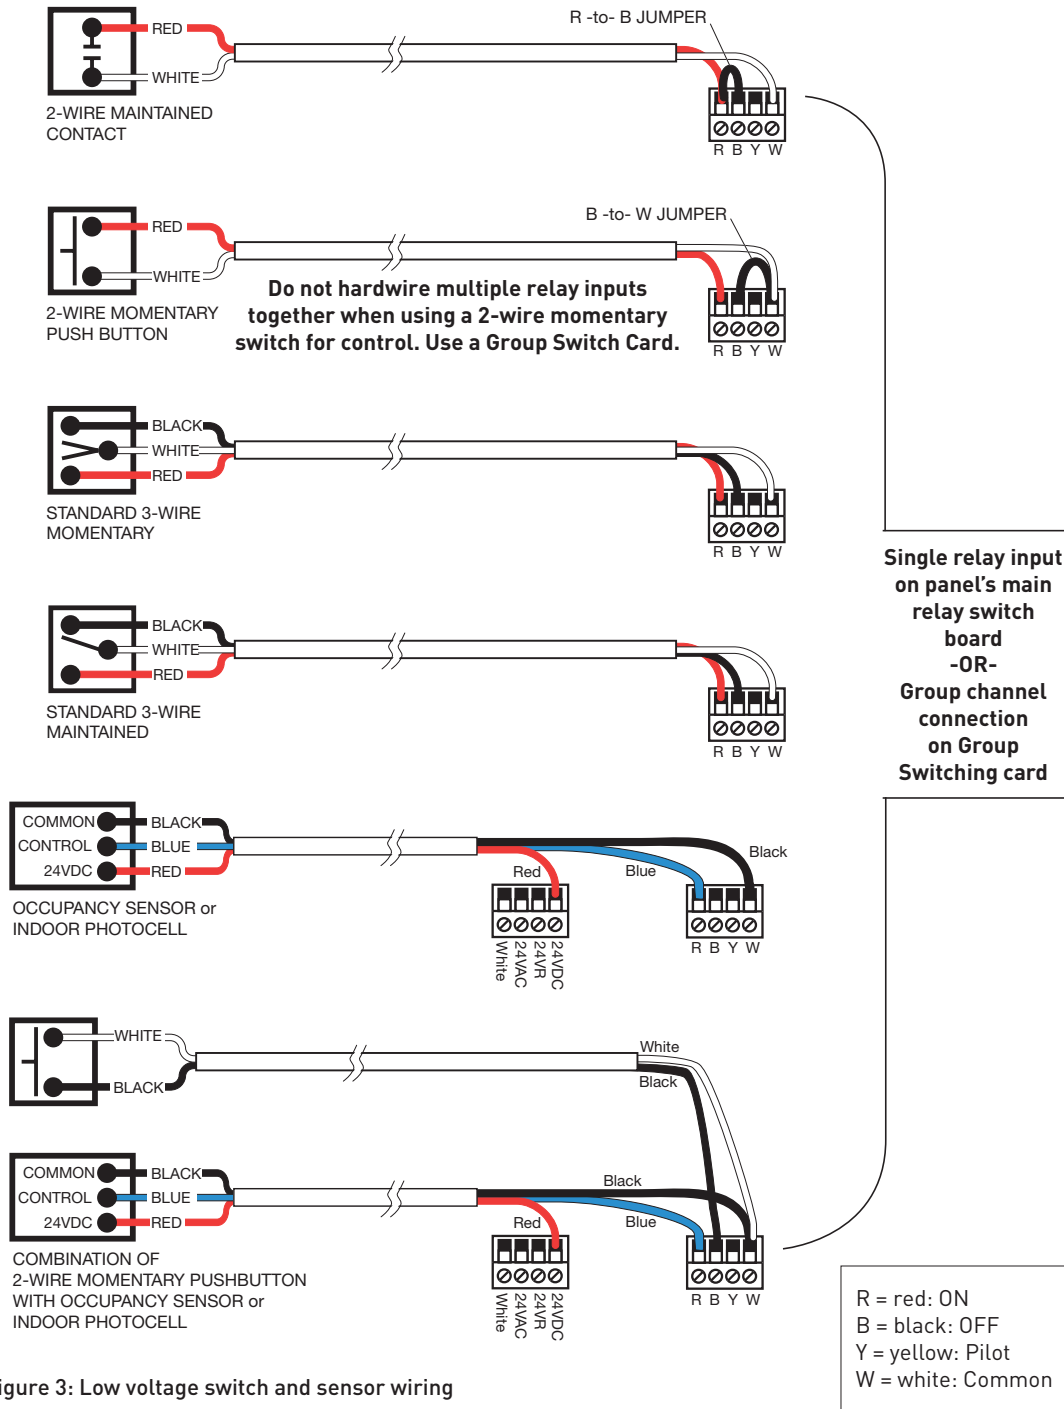 R -to- B JUMPER
RED
WHITE
2-WIRE MAINTAINED
CONTACT
R B Y W
B -to- W JUMPER
RED
WHITE
2-WIRE MOMENTARY
PUSH BUTTON
Do not hardwire multiple relay inputs
together when using a 2-wire momentary
switch for control. Use a Group Switch Card.
R B Y W
BLACK
WHITE
RED
STANDARD 3-WIRE
MOMENTARY
R B Y W
Single relay input
on panel's main
relay switch
board
-OR-
Group channel
connection
on Group
Switching card
BLACK
WHITE
RED
STANDARD 3-WIRE
MAINTAINED
R B Y W
COMMON
CONTROL
24VDC
BLACK
BLUE
RED
OCCUPANCY SENSOR or
INDOOR PHOTOCELL
Red
Blue
Black
White
24VAC
24VR
24VDC
R B Y W
WHITE
BLACK
White
Black
COMMON
CONTROL
24VDC
BLACK
BLUE
RED
Black
Red
Blue
White
24VAC
24VR
24VDC
R B Y W
COMBINATION OF
2-WIRE MOMENTARY PUSHBUTTON
WITH OCCUPANCY SENSOR or
INDOOR PHOTOCELL
R = red: ON
B = black: OFF
Y = yellow: Pilot
W = white: Common
igure 3: Low voltage switch and sensor wiring